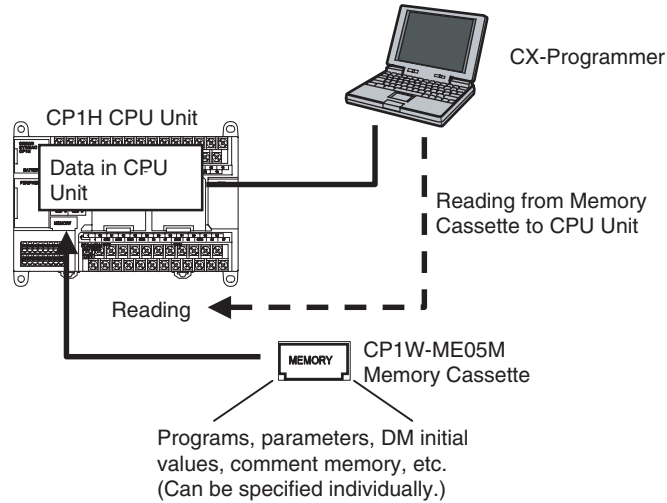 CX-Programmer
CP1H CPU Unit
Data in CPU
Unit
MEMORY
Reading from Memory
Cassette to CPU Unit
Reading
MEMORY
CP1W-ME05M
Memory Cassette
Programs, parameters, DM initial
values, comment memory, etc.
(Can be specified individually.)